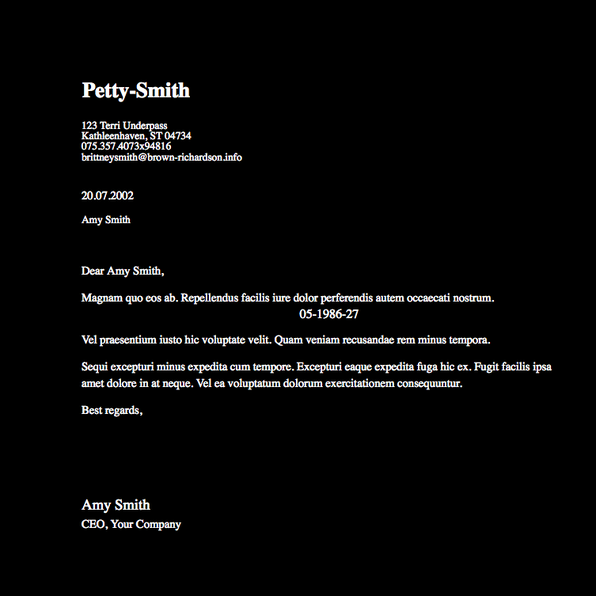 Petty-Smith
123 Terri Underpass
Kathleenhaven, ST 04734
075.357.4073x94816
brittneysmith@brown-richardson.info
20.07.2002
Amy Smith
Dear Amy Smith,
Magnam quo eos ab. Repellendus facilis iure dolor perferendis autem occaecati nostrum.
05-1986-27
Vel praesentium iusto hic voluptate velit. Quam veniam recusandae rem minus tempora.
Sequi excepturi minus expedita cum tempore. Excepturi eaque expedita fuga hic ex. Fugit facilis ipsa
amet dolore in at neque. Vel ea voluptatum dolorum exercitationem consequuntur.
Best regards,
Amy Smith
CEO, Your Company